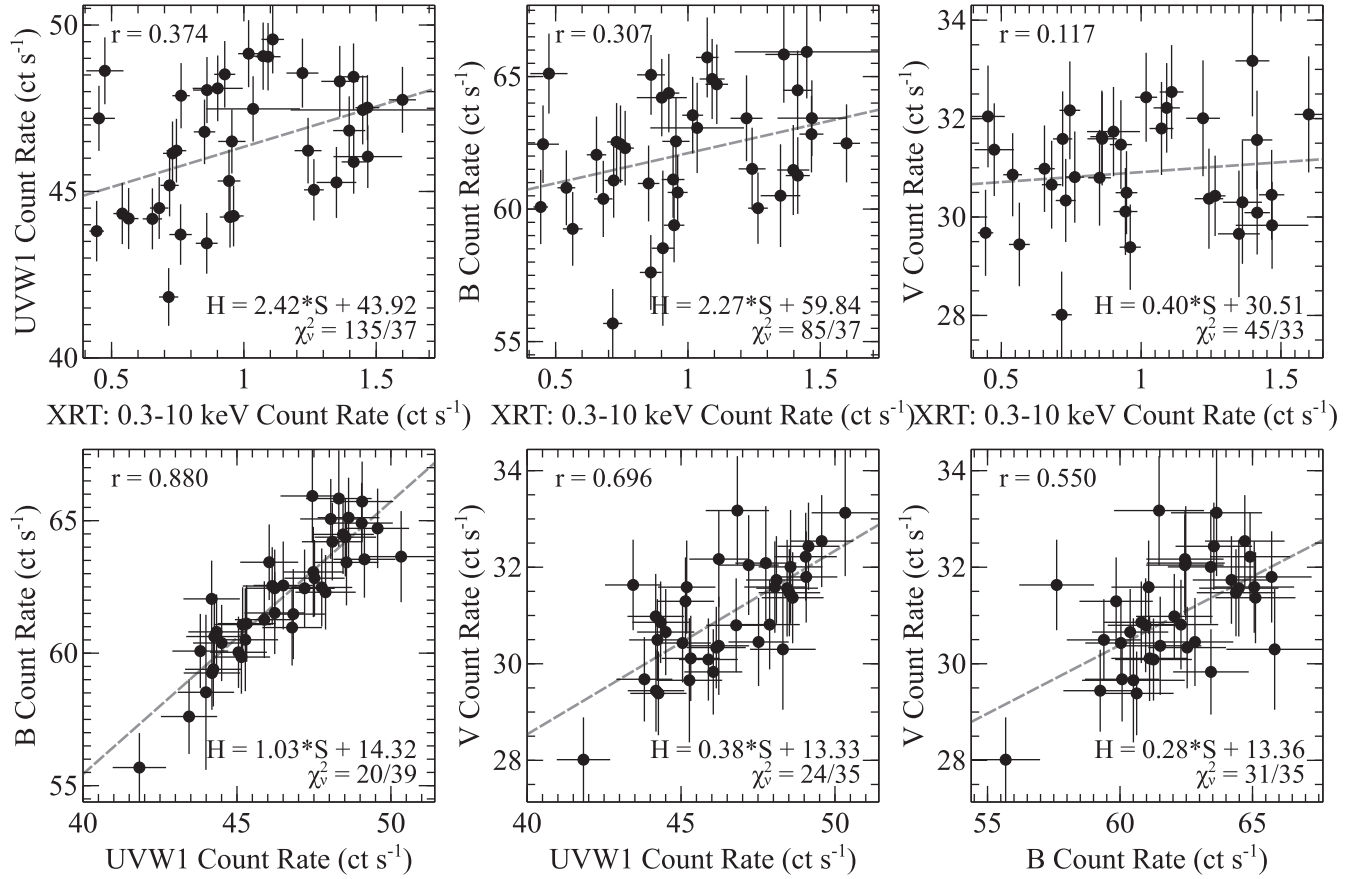 r = 0.374
50
45
40
UVW1 Count Rate (ct s⁻¹)
H = 2.42*S + 43.92
χ²ᵥ = 135/37
0.5 1 1.5
XRT: 0.3-10 keV Count Rate (ct s⁻¹)
r = 0.307
65
60
55
B Count Rate (ct s⁻¹)
H = 2.27*S + 59.84
χ²ᵥ = 85/37
0.5 1 1.5
XRT: 0.3-10 keV Count Rate (ct s⁻¹)
r = 0.117
34
32
30
28
V Count Rate (ct s⁻¹)
H = 0.40*S + 30.51
χ²ᵥ = 45/33
0.5 1 1.5
XRT: 0.3-10 keV Count Rate (ct s⁻¹)
r = 0.880
65
60
55
B Count Rate (ct s⁻¹)
H = 1.03*S + 14.32
χ²ᵥ = 20/39
40 45 50
UVW1 Count Rate (ct s⁻¹)
r = 0.696
34
32
30
28
V Count Rate (ct s⁻¹)
H = 0.38*S + 13.33
χ²ᵥ = 24/35
40 45 50
UVW1 Count Rate (ct s⁻¹)
r = 0.550
34
32
30
28
V Count Rate (ct s⁻¹)
H = 0.28*S + 13.36
χ²ᵥ = 31/35
55 60 65
B Count Rate (ct s⁻¹)